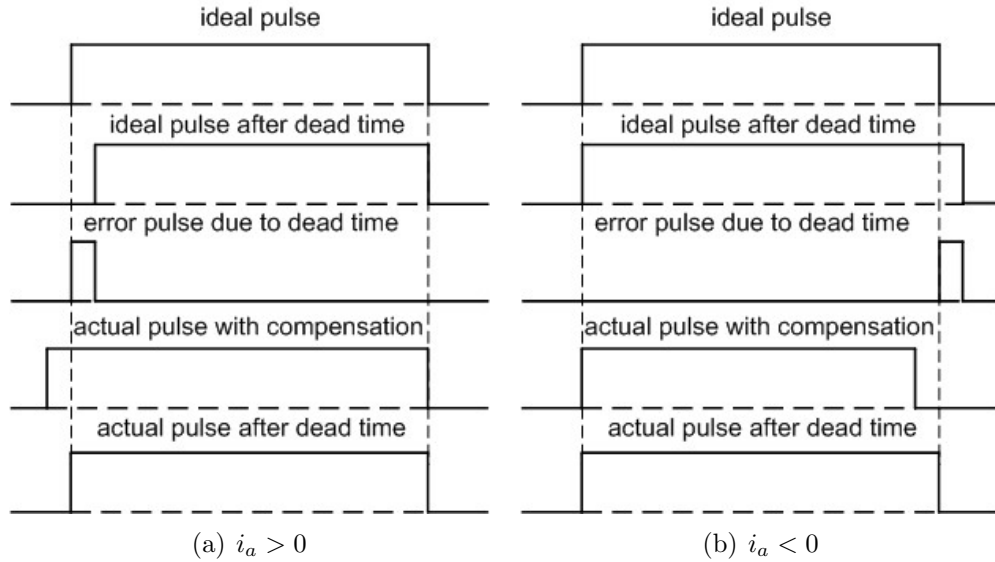 ideal pulse
ideal pulse after dead time
error pulse due to dead time
actual pulse with compensation
actual pulse after dead time
(a) i_a > 0
ideal pulse
ideal pulse after dead time
error pulse due to dead time
actual pulse with compensation
actual pulse after dead time
(b) i_a < 0